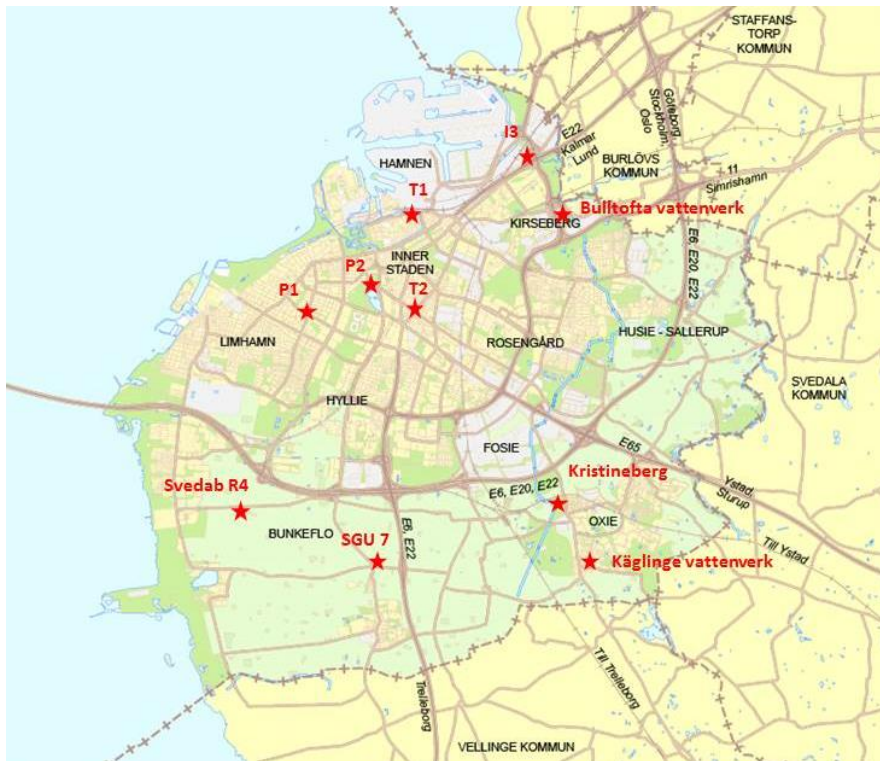 STAFFANS-
TORP
KOMMUN
Göteborg
Stockholm,
Oslo
E22
Kalmar
Lund
I3
HAMNEN
BURLÖVS
KOMMUN
11
Simrishamn
T1
Bulltofta vattenverk
KIRSEBERG
INNER
STADEN
E6, E20, E22
P2
P1
T2
HUSIE - SALLERUP
LIMHAMN
ROSENGÅRD
SVEDALA
KOMMUN
HYLLIE
FOSIE
E65
Kristineberg
Svedab R4
E6, E20, E22
Ystad,
Sturup
OXIE
BUNKEFLO
E6, E22
SGU 7
Käglinge vattenverk
Till Ystad
Till Trelleborg
Trelleborg
VELLINGE KOMMUN